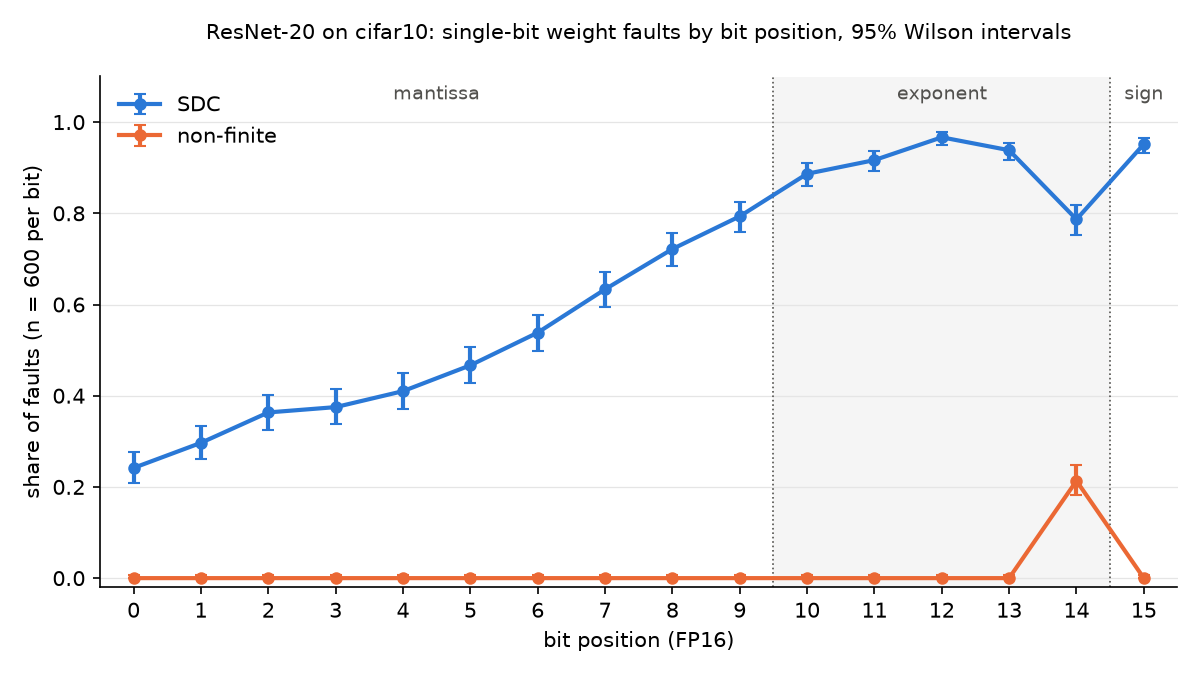 ResNet-20 on cifar10: single-bit weight faults by bit position, 95% Wilson intervals
mantissa
exponent
sign
SDC
non-finite
1.0
0.8
0.6
0.4
0.2
0.0
share of faults (n = 600 per bit)
0 1 2 3 4 5 6 7 8 9 10 11 12 13 14 15
bit position (FP16)